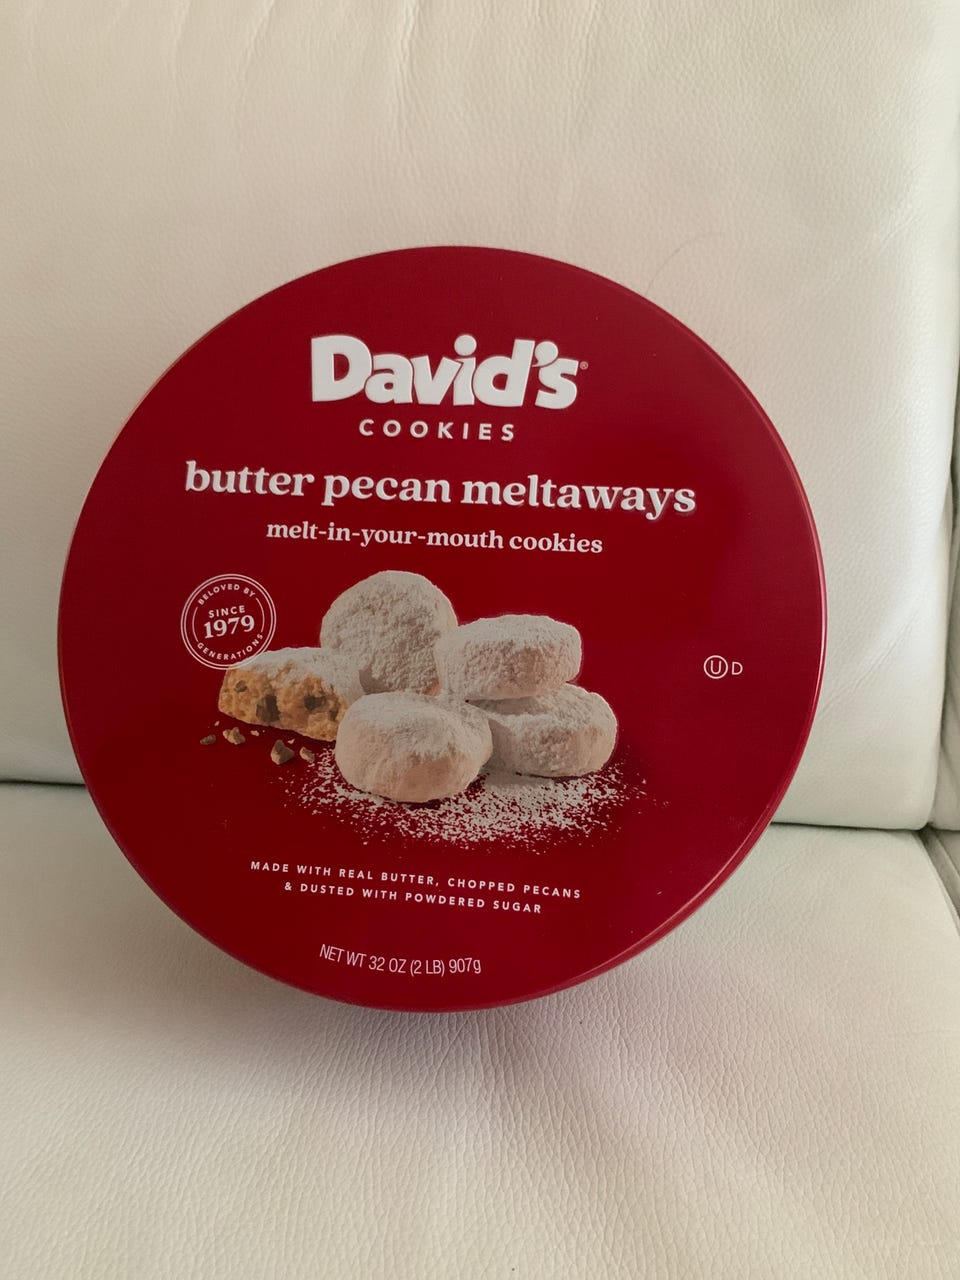 David's®
COOKIES
butter pecan meltaways
melt-in-your-mouth cookies
BELOVED BY
SINCE
1979
GENERATIONS
U D
MADE WITH REAL BUTTER, CHOPPED PECANS
& DUSTED WITH POWDERED SUGAR
NET WT 32 OZ (2 LB) 907g